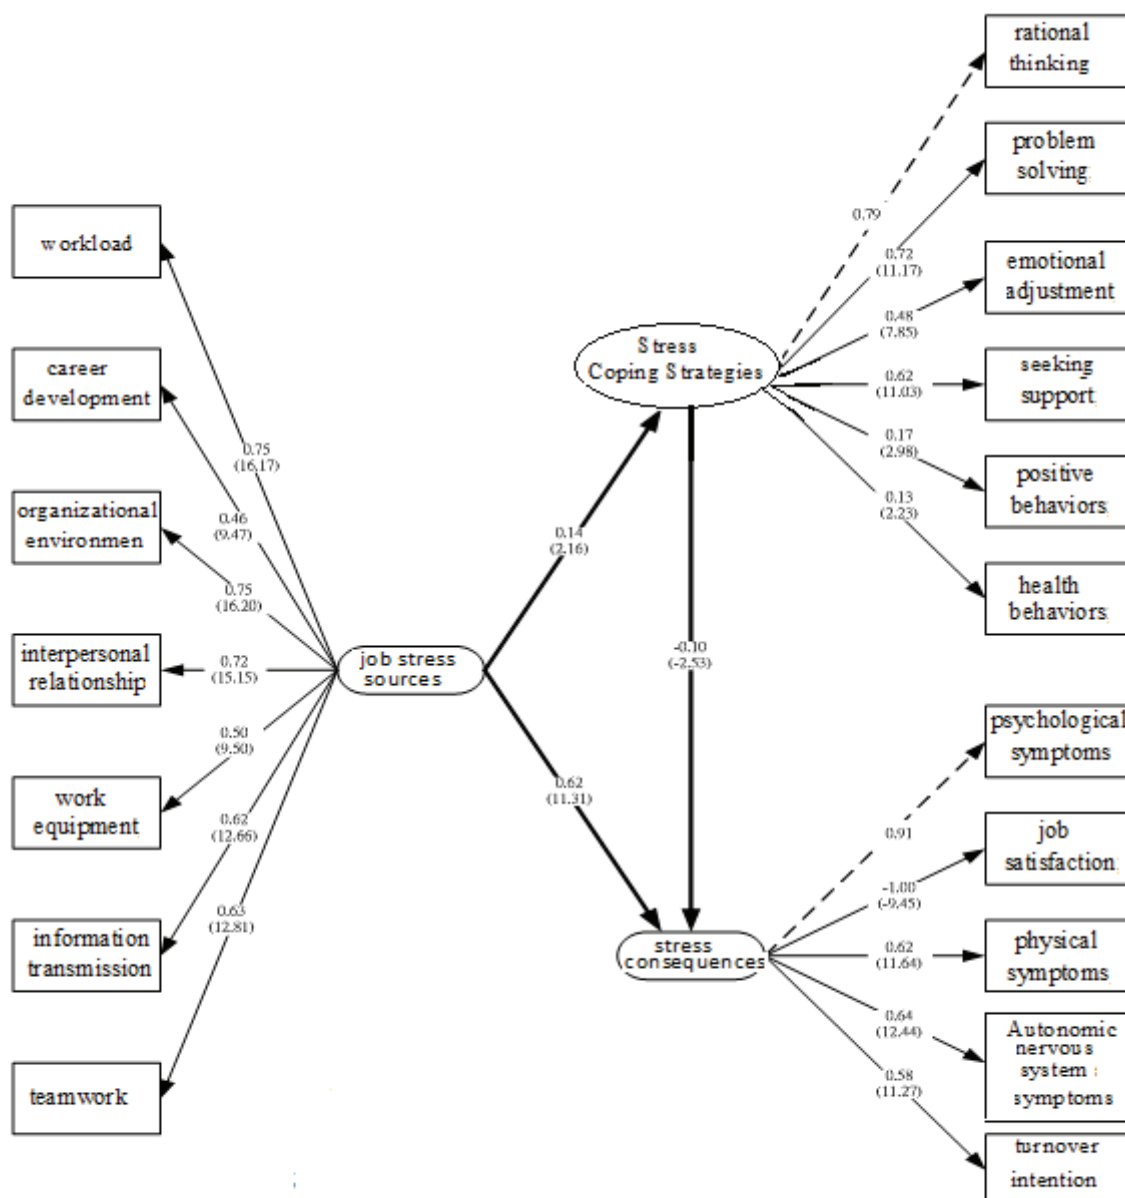 rational
thinking
problem
solving
0.79
workload
0.72
(11.17)
emotional
adjustment
0.48
(7.85)
career
development
Stress
Coping Strategies
0.62
(11.03)
seeking
support
0.75
(16.17)
0.17
(2.98)
positive
behaviors
organizational
environmen
0.46
(9.47)
0.14
(2.16)
0.13
(2.23)
health
behaviors
0.75
(16.20)
interpersonal
relationship
0.72
(15.15)
job stress
sources
-0.10
(-2.53)
psychological
symptoms
0.50
(9.50)
work
equipment
0.62
(11.31)
0.62
(12.66)
0.91
job
satisfaction
-1.00
(-9.45)
0.63
(12.81)
information
transmission
stress
consequences
0.62
(11.64)
physical
symptoms
0.64
(12.44)
Autonomic
nervous
system :
symptoms
0.58
(11.27)
teamwork
turnover
intention